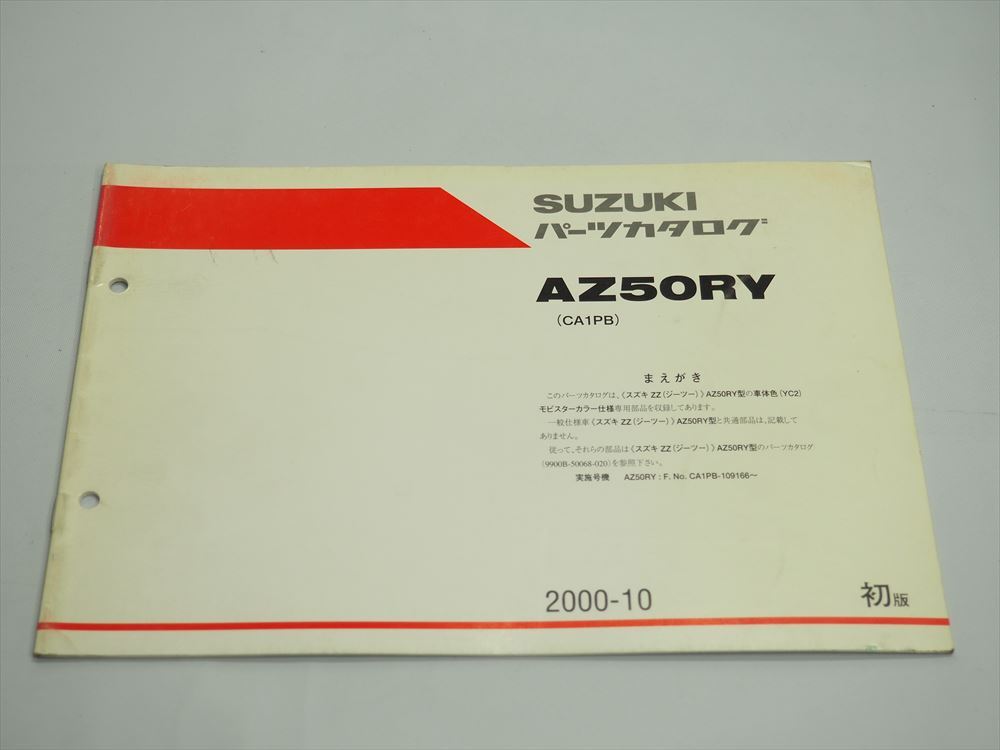 SUZUKI
パーツカタログ
AZ50RY
(CA1PB)
まえがき
このパーツカタログは、《スズキ ZZ(ジーツー)》AZ50RY型の車体色(YC2)
モビスターカラー仕様専用部品を収録してあります。
一般仕様車《スズキ ZZ(ジーツー)》AZ50RY型と共通部品は、記載して
ありません。
従って、それらの部品は《スズキ ZZ(ジーツー)》AZ50RY型のパーツカタログ
(9900B-50068-020)を参照下さい。
実施号機 AZ50RY : F. No. CA1PB-109166〜
2000-10 初版